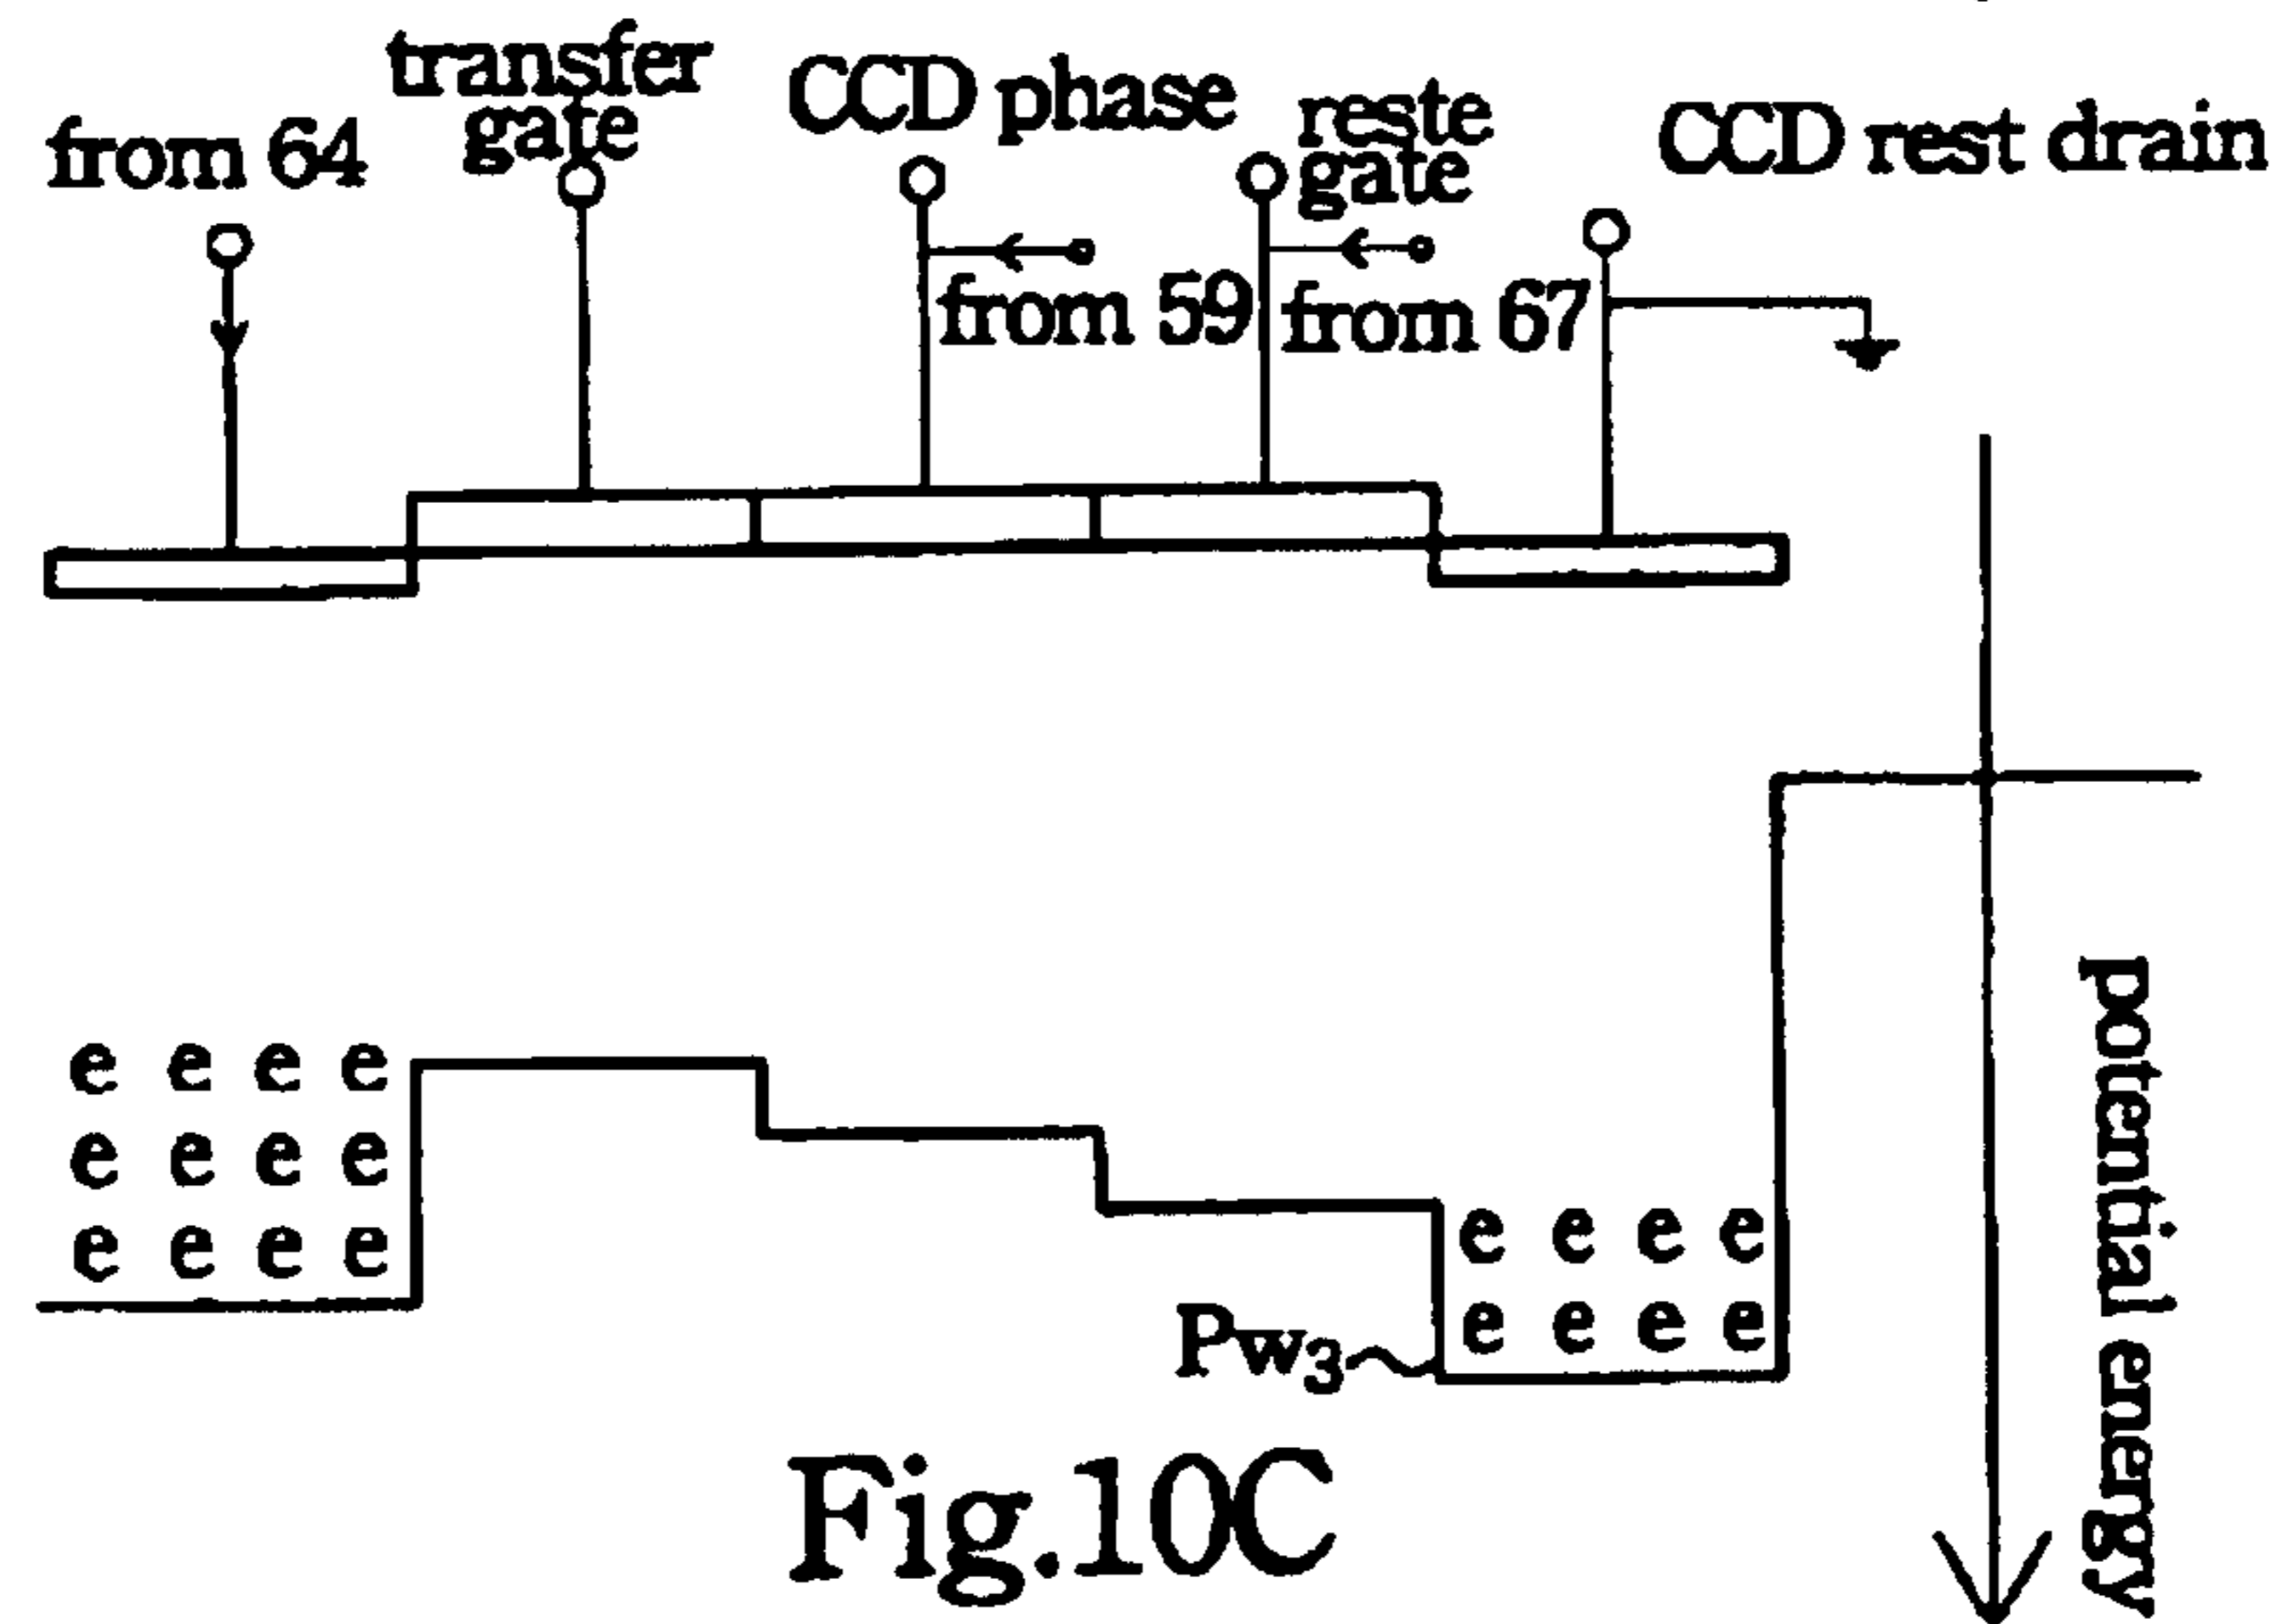 from 64
transfer
gate
CCD phase
reste
gate
CCD rest drain
from 59
from 67
e e e e
e e e e
e e e e
e e e e
e e e e
Pw3
potential energy
Fig.10C